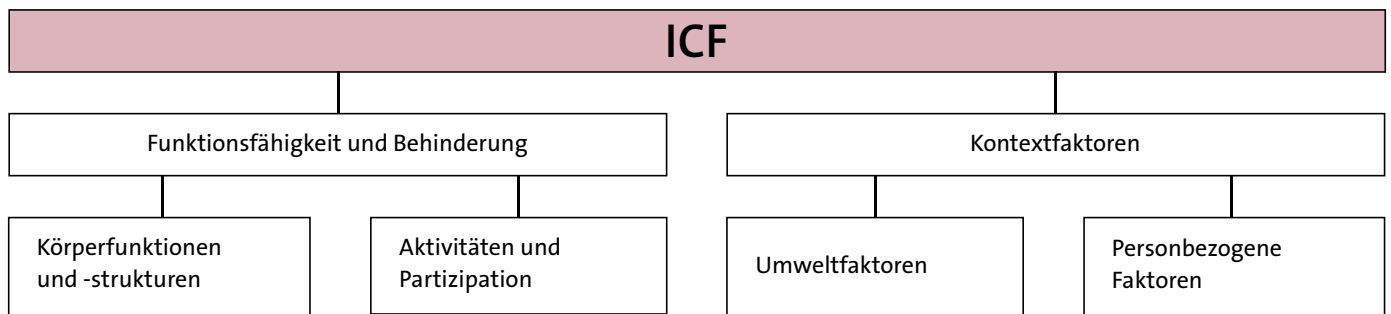 ICF
Funktionsfähigkeit und Behinderung
Kontextfaktoren
Körperfunktionen
und -strukturen
Aktivitäten und
Partizipation
Umweltfaktoren
Personbezogene
Faktoren